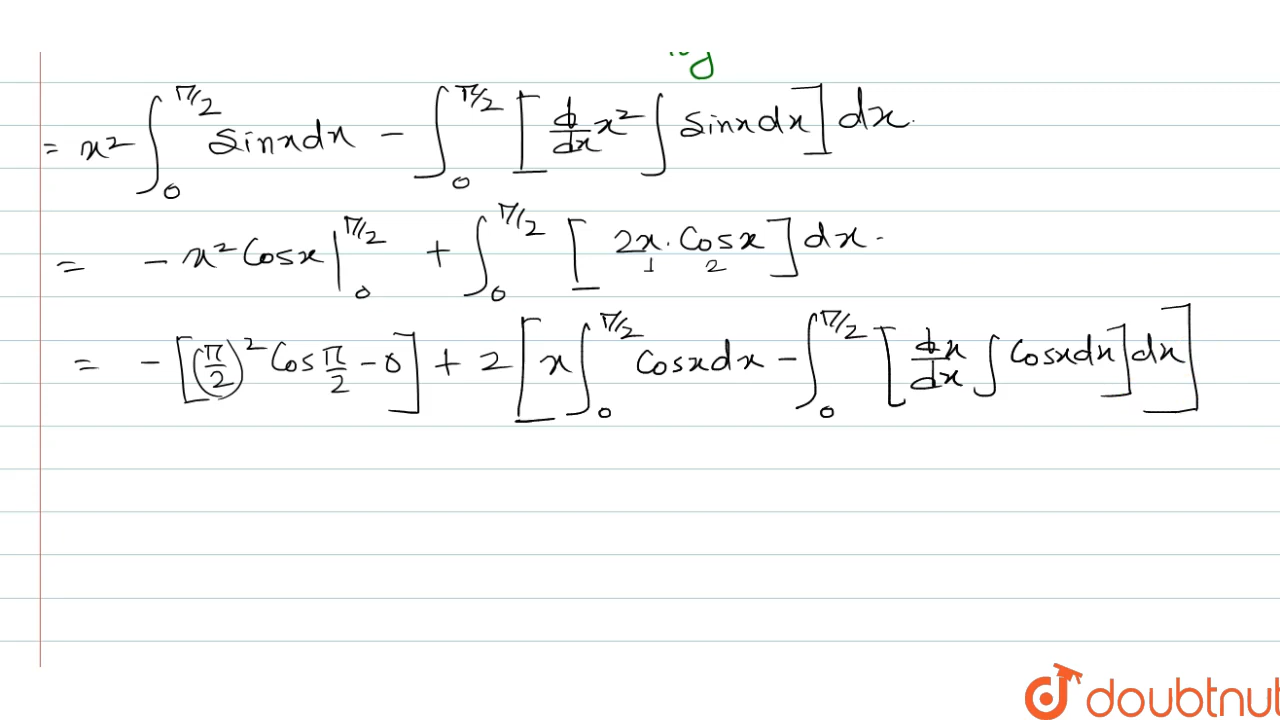 = x² ∫₀^π/2 Sinx dx − ∫₀^π/2 [ d/dx x² ∫ Sinx dx ] dx.
= − x² Cosx |₀^π/2 + ∫₀^π/2 [ 2x · Cosx ] dx .
1 2
= − [ (π/2)² Cos π/2 − 0 ] + 2 [ x ∫₀^π/2 Cosx dx − ∫₀^π/2 [ dx/dx ∫ Cosx dx ] dx ]
doubtnut